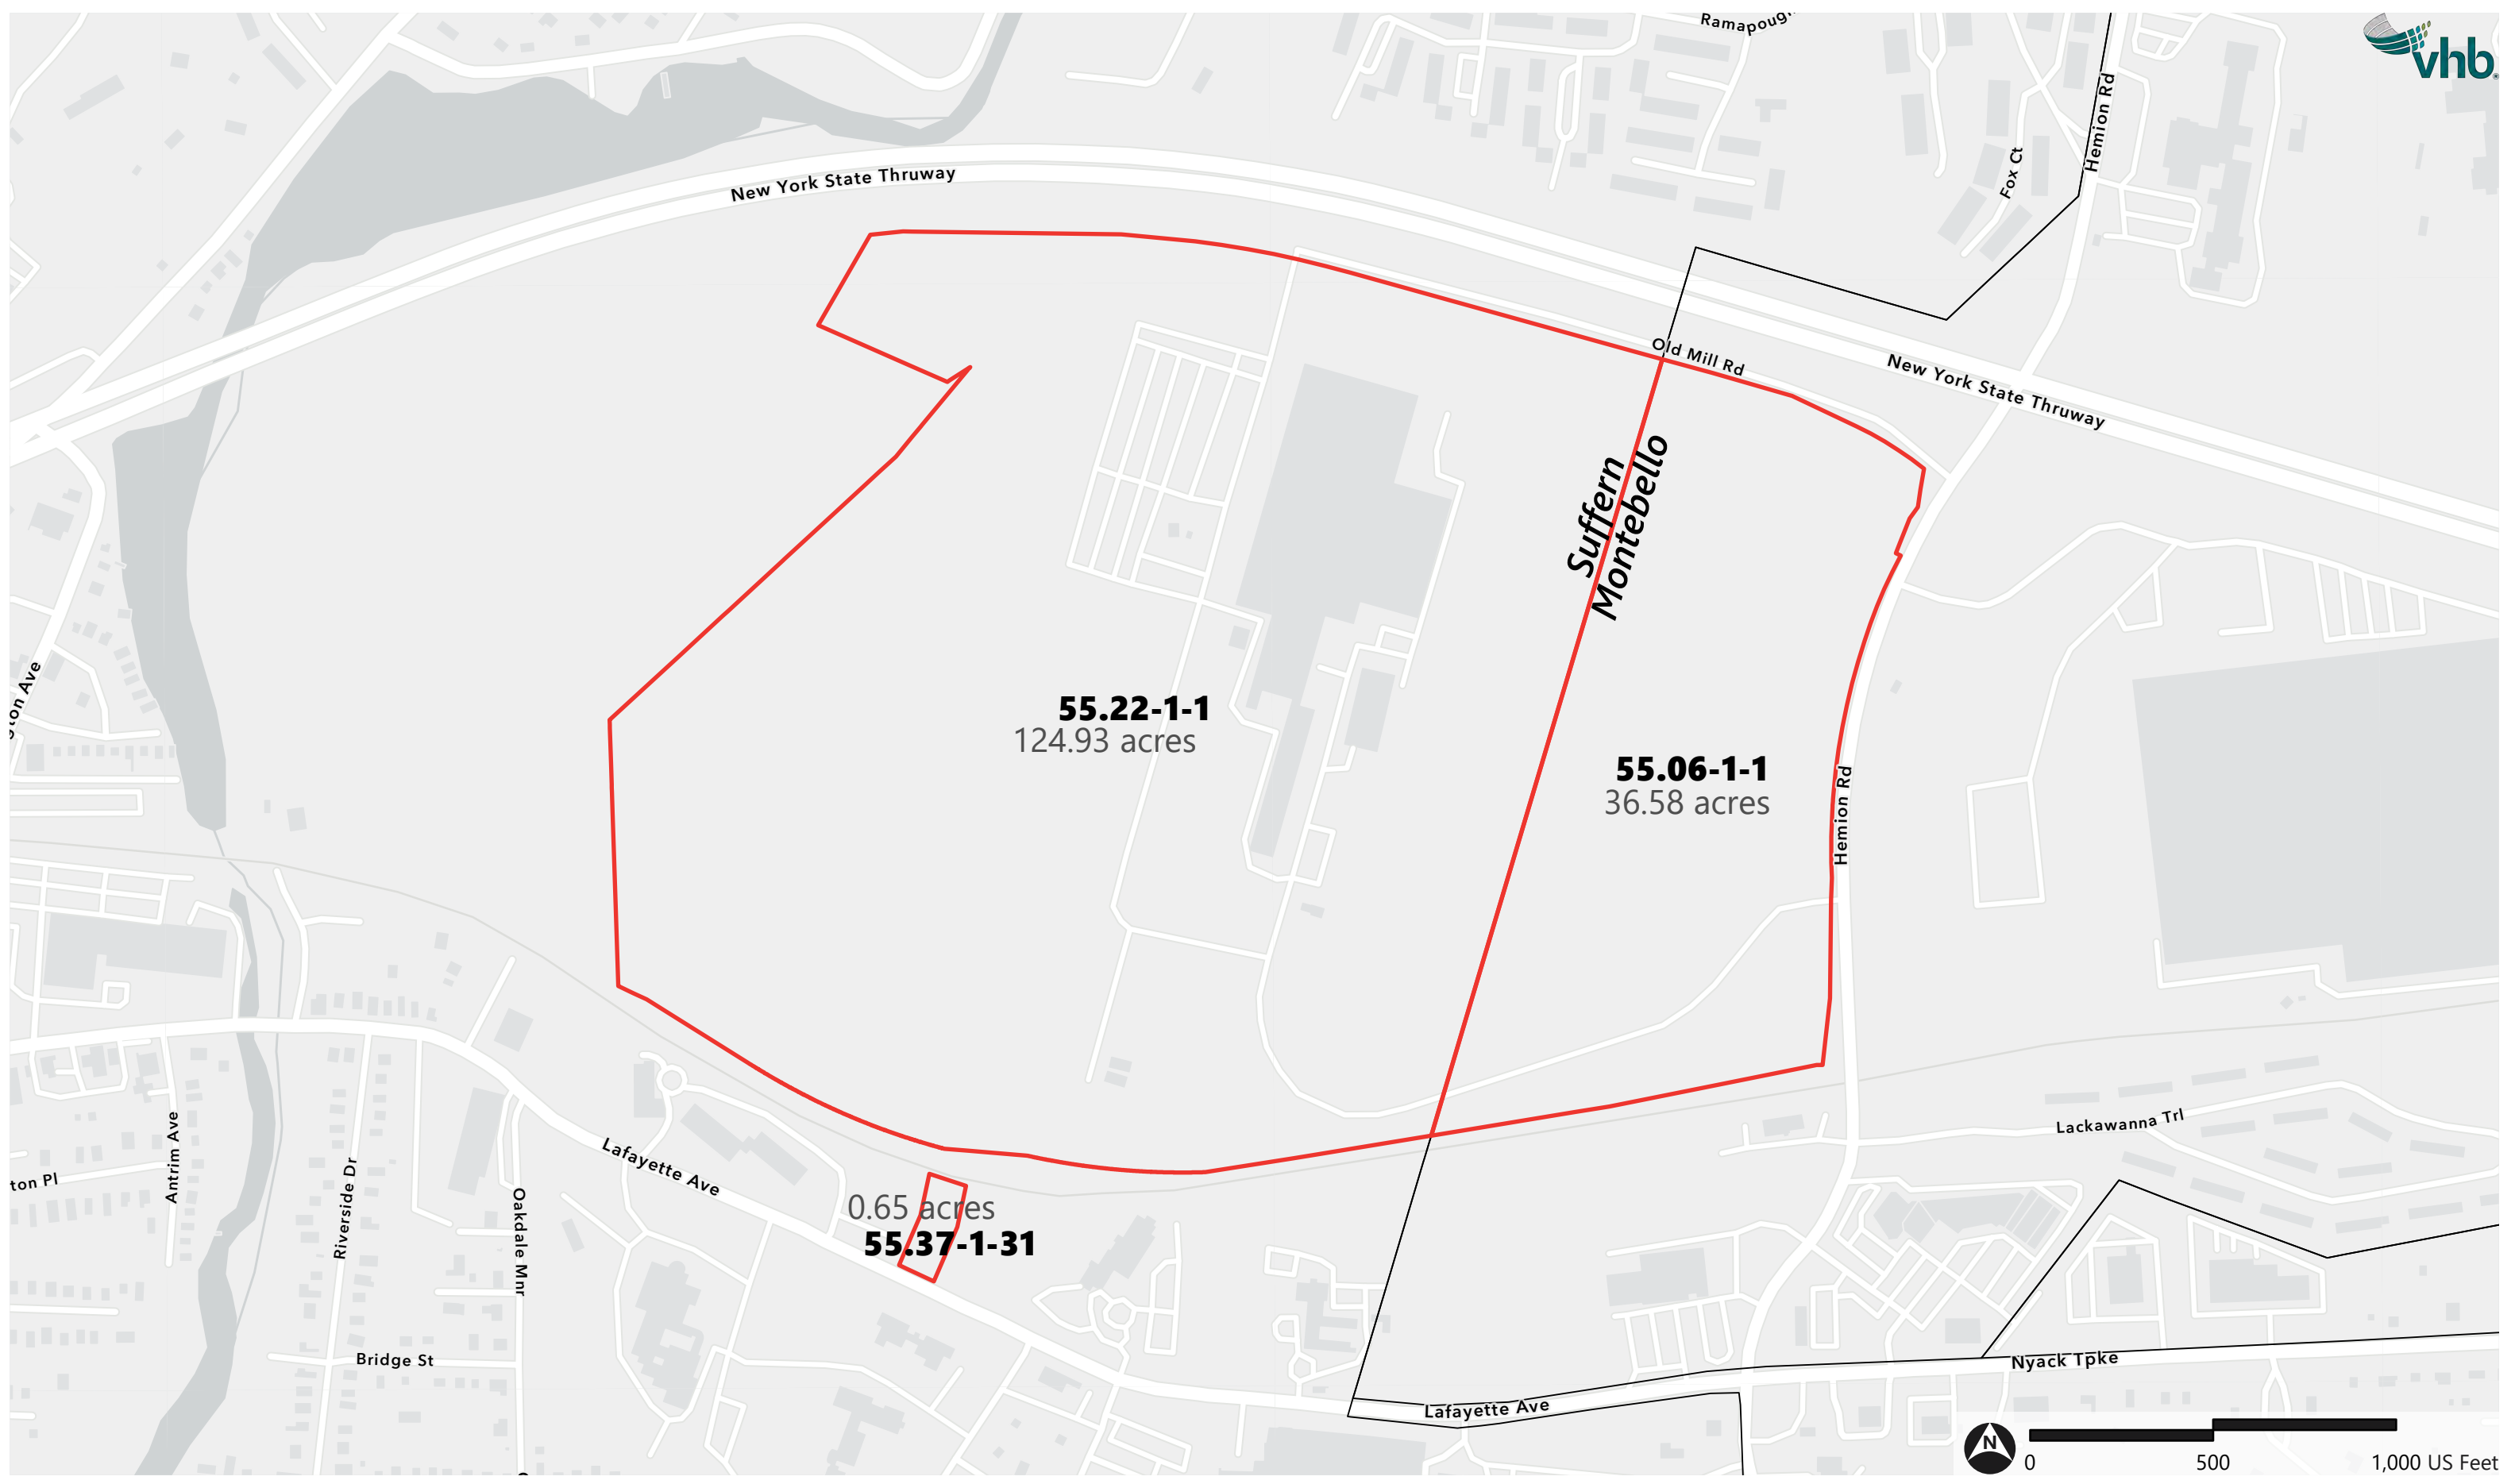 Ramapough
vhb
Hemion Rd
Fox Ct
New York State Thruway
Old Mill Rd
New York State Thruway
Suffern
Montebello
55.22-1-1
124.93 acres
55.06-1-1
36.58 acres
Hemion Rd
Lackawanna Trl
Antrim Ave
ton Pl
Riverside Dr
Oakdale Mnr
Lafayette Ave
0.65 acres
55.37-1-31
Bridge St
Nyack Tpke
Lafayette Ave
N
0 500 1,000 US Feet